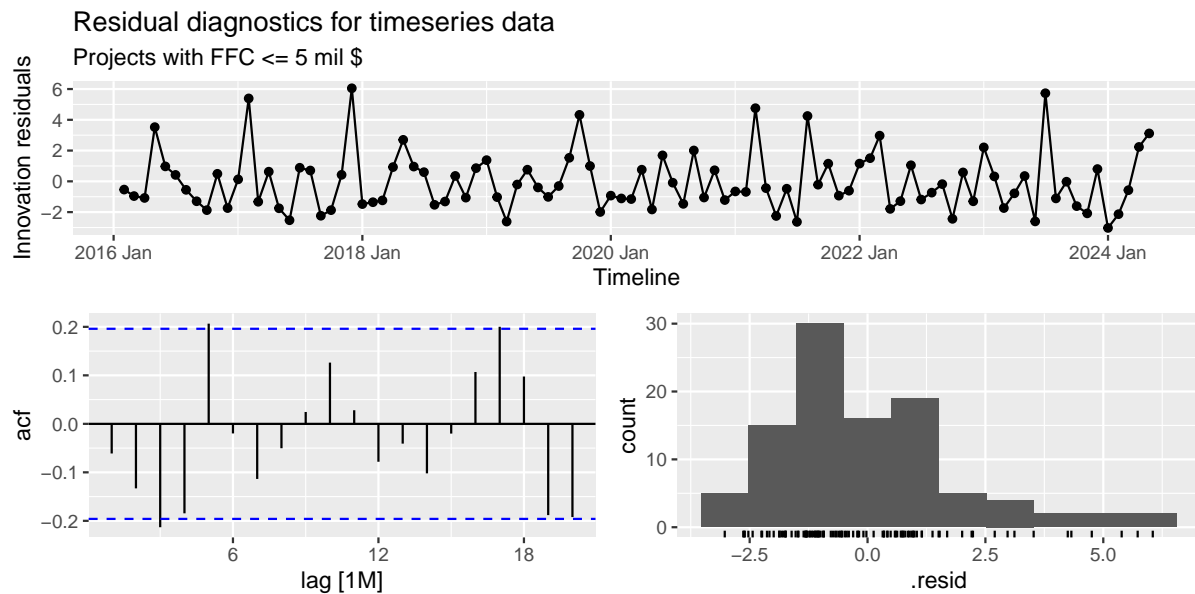 Residual diagnostics for timeseries data
Projects with FFC <= 5 mil $
Innovation residuals
6
4
2
0
−2
2016 Jan
2018 Jan
2020 Jan
2022 Jan
2024 Jan
Timeline
acf
0.2
0.1
0.0
−0.1
−0.2
6
12
18
lag [1M]
count
30
20
10
0
−2.5
0.0
2.5
5.0
.resid